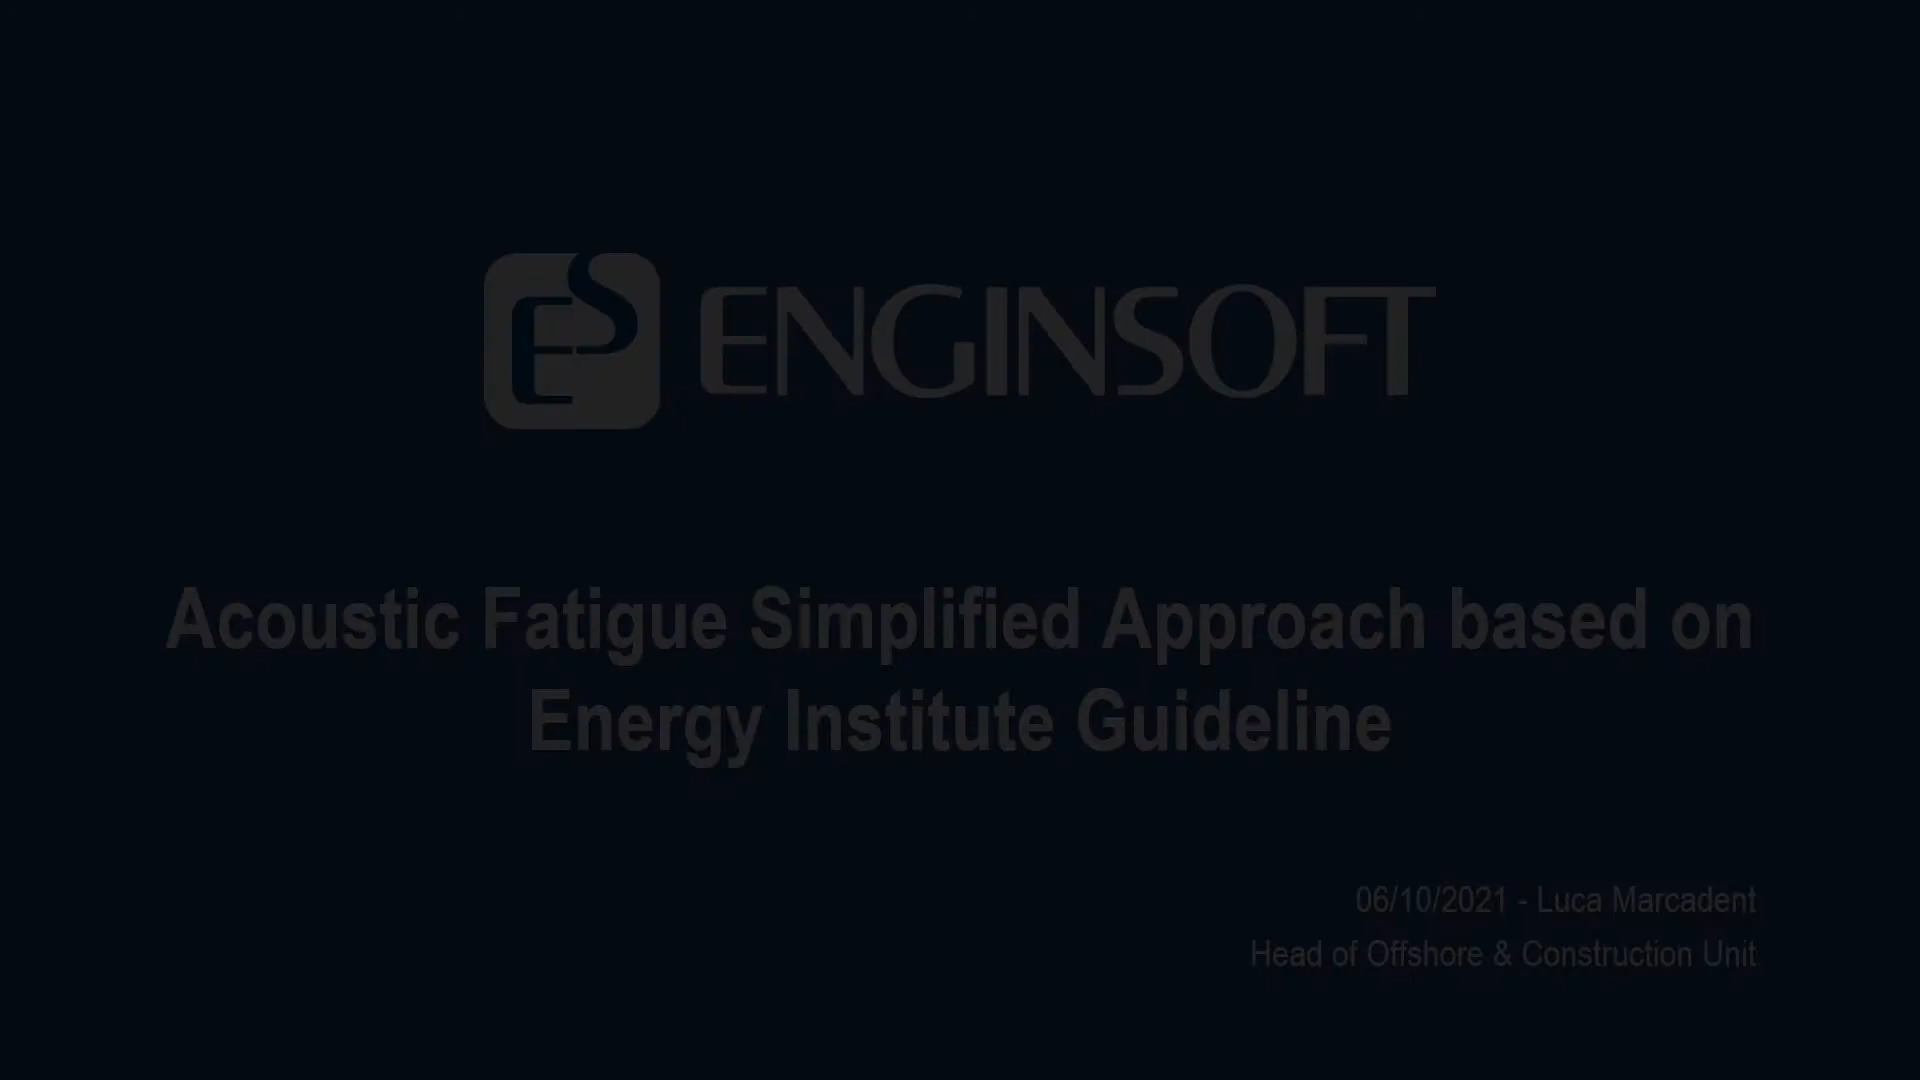 ES ENGINSOFT
Acoustic Fatigue Simplified Approach based on
Energy Institute Guideline
06/10/2021 - Luca Marcadent
Head of Offshore & Construction Unit